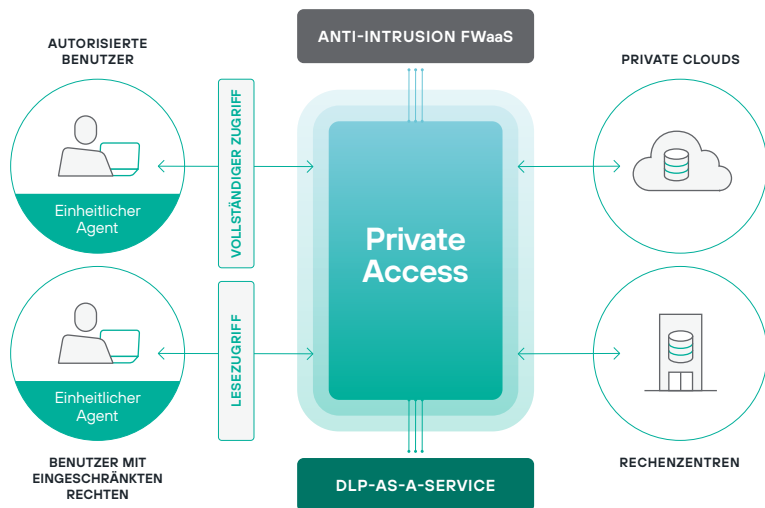 ANTI-INTRUSION FWaaS
AUTORISIERTE
BENUTZER
PRIVATE CLOUDS
VOLLSTÄNDIGER ZUGRIFF
Einheitlicher
Agent
Private
Access
LESEZUGRIFF
Einheitlicher
Agent
BENUTZER MIT
EINGESCHRÄNKTEN
RECHTEN
RECHENZENTREN
DLP-AS-A-SERVICE